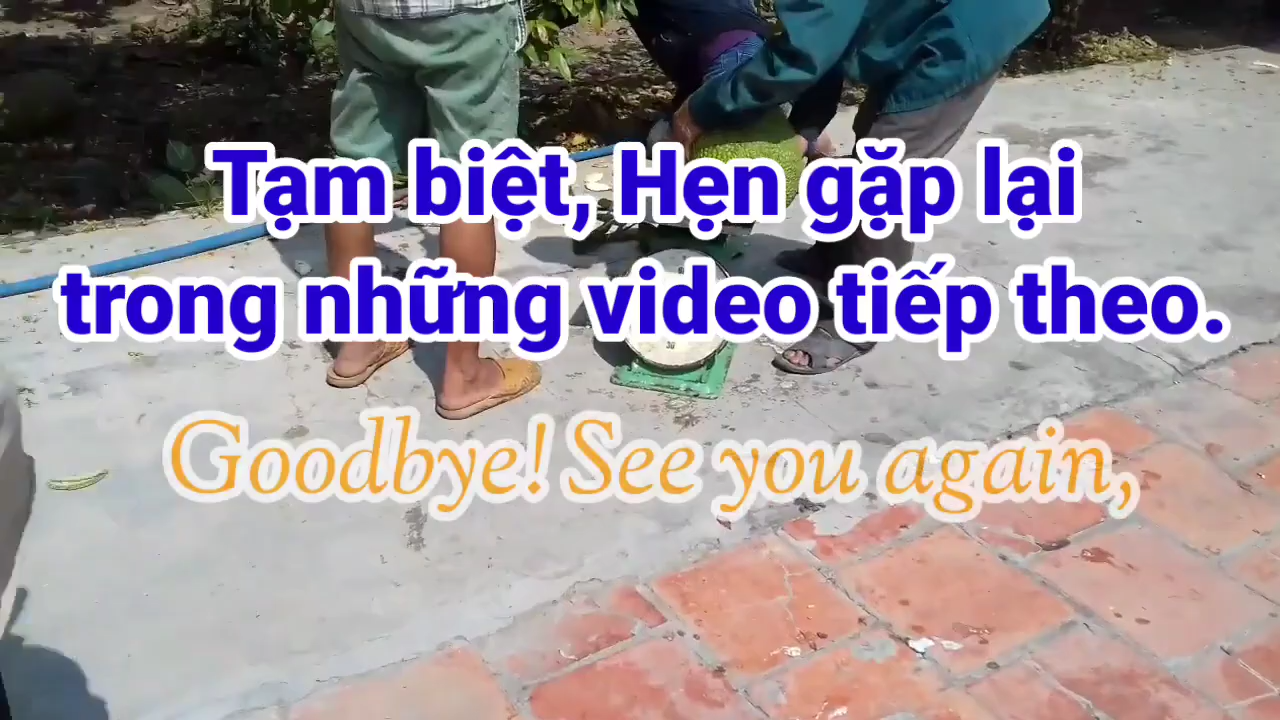 Tạm biệt, Hẹn gặp lại
trong những video tiếp theo.
Goodbye! See you again,